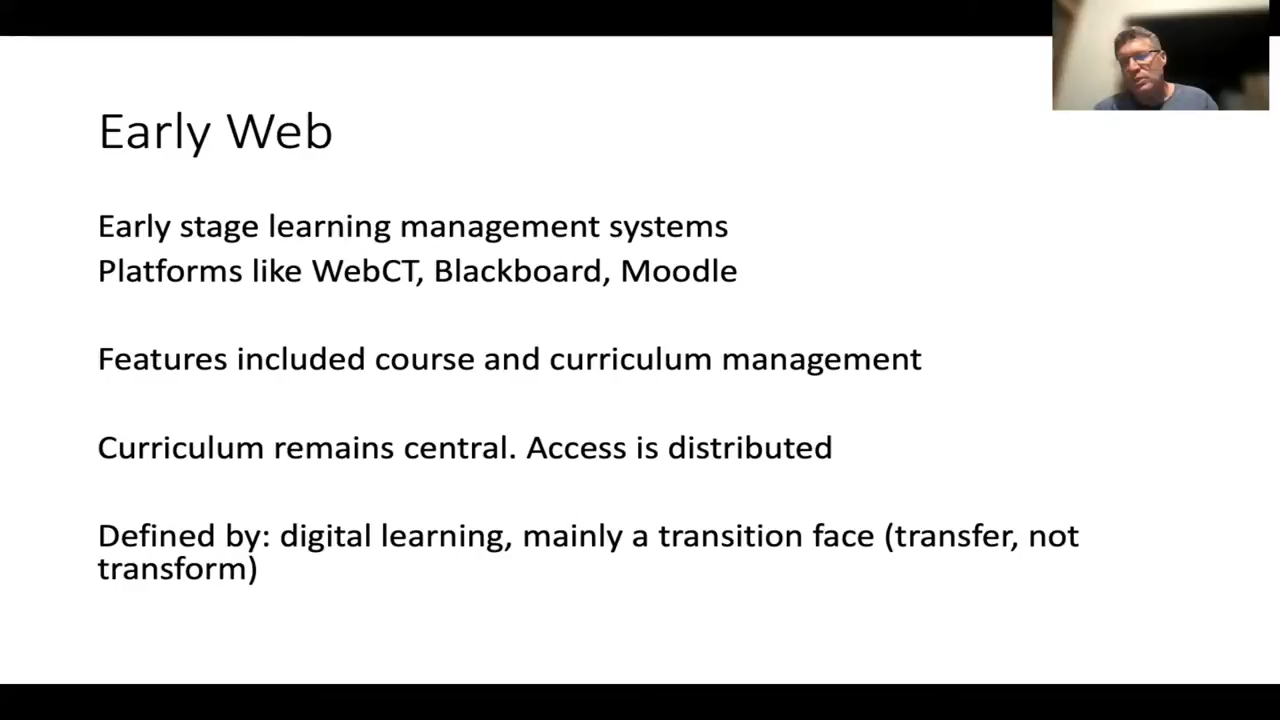 Early Web
Early stage learning management systems
Platforms like WebCT, Blackboard, Moodle
Features included course and curriculum management
Curriculum remains central. Access is distributed
Defined by: digital learning, mainly a transition face (transfer, not
transform)